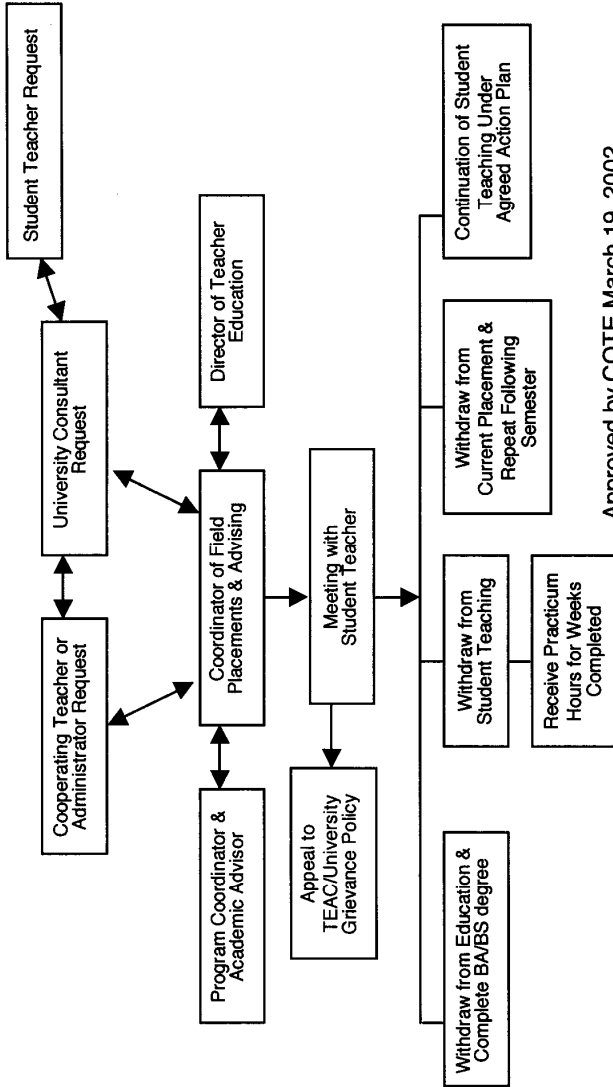 Student Teacher Request
Cooperating Teacher or
Administrator Request
University Consultant
Request
Program Coordinator &
Academic Advisor
Coordinator of Field
Placements & Advising
Director of Teacher
Education
Appeal to
TEAC/University
Grievance Policy
Meeting with
Student Teacher
Withdraw from Education &
Complete BA/BS degree
Withdraw from
Student Teaching
Receive Practicum
Hours for Weeks
Completed
Withdraw from
Current Placement &
Repeat Following
Semester
Continuation of Student
Teaching Under
Agreed Action Plan
Approved by COTE March 19, 2002